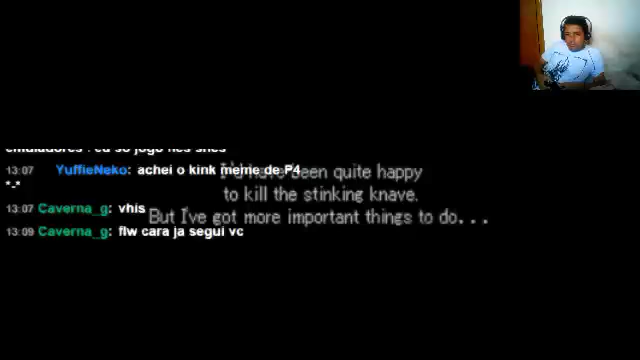 emuladores : eu so jogo nes snes
13:07 YuffieNeko: achei o kink meme de P4
*-*
I'd have been quite happy
to kill the stinking knave.
13:07 Caverna_g: vhis
But I've got more important things to do...
13:09 Caverna_g: flw cara ja segui vc